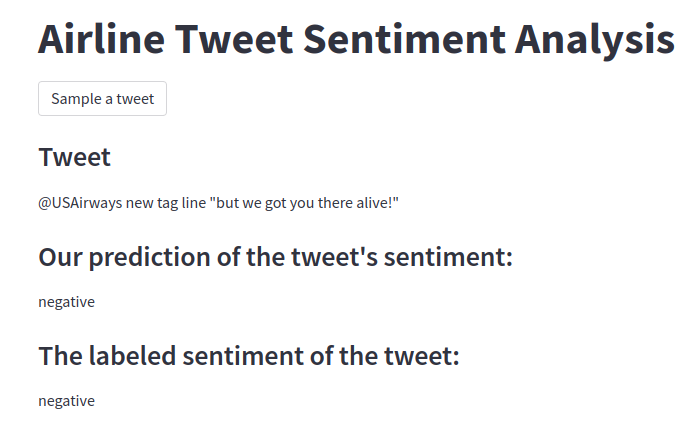 Airline Tweet Sentiment Analysis
Sample a tweet
Tweet
@USAirways new tag line "but we got you there alive!"
Our prediction of the tweet's sentiment:
negative
The labeled sentiment of the tweet:
negative